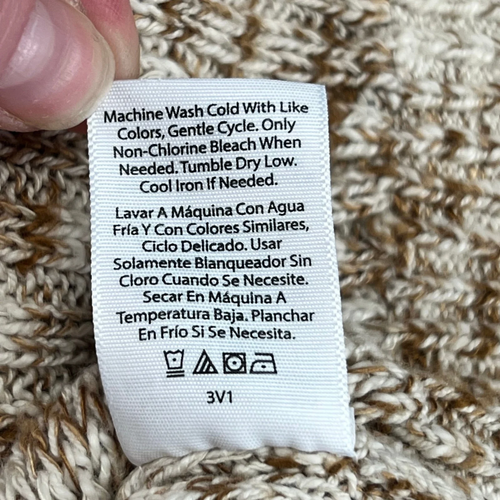 Machine Wash Cold With Like
Colors, Gentle Cycle. Only
Non-Chlorine Bleach When
Needed. Tumble Dry Low.
Cool Iron If Needed.
Lavar A Máquina Con Agua
Fría Y Con Colores Similares,
Ciclo Delicado. Usar
Solamente Blanqueador Sin
Cloro Cuando Se Necesite.
Secar En Máquina A
Temperatura Baja. Planchar
En Frío Si Se Necesita.
3V1